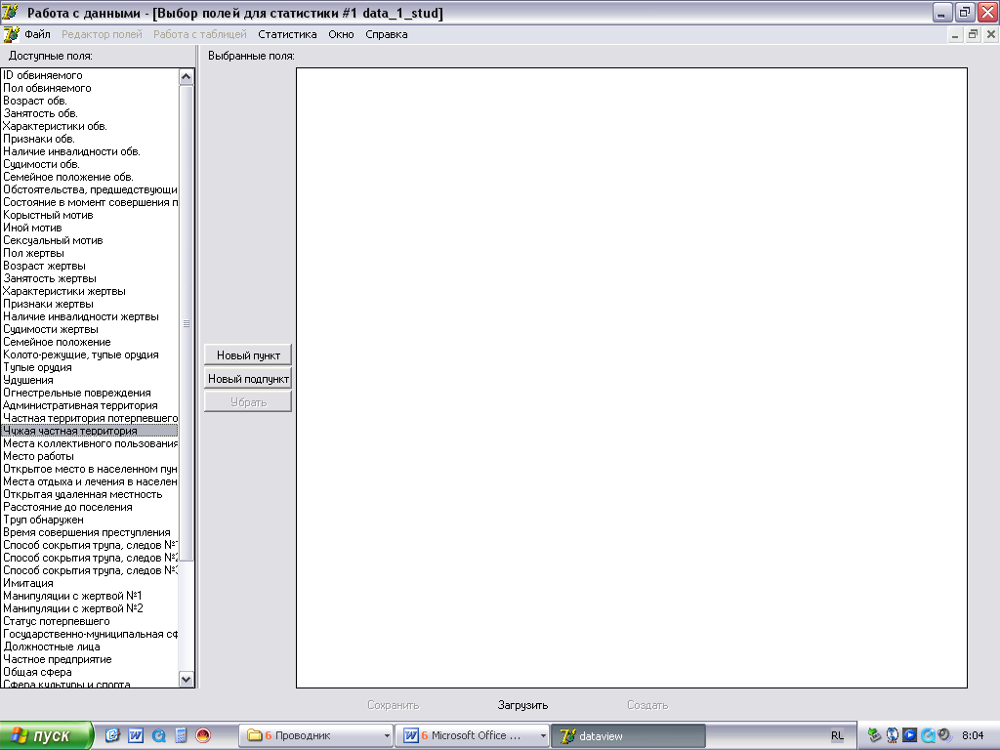 Работа с данными - [Выбор полей для статистики #1 data_1_stud]
Файл Редактор полей Работа с таблицей Статистика Окно Справка
Доступные поля:
Выбранные поля:
ID обвиняемого
Пол обвиняемого
Возраст обв.
Занятость обв.
Характеристики обв.
Признаки обв.
Наличие инвалидности обв.
Судимости обв.
Семейное положение обв.
Обстоятельства, предшедствующи
Состояние в момент совершения п
Корыстный мотив
Иной мотив
Сексуальный мотив
Пол жертвы
Возраст жертвы
Занятость жертвы
Характеристики жертвы
Признаки жертвы
Наличие инвалидности жертвы
Судимости жертвы
Семейное положение
Колото-режущие, тупые орудия
Тупые орудия
Удушения
Огнестрельные повреждения
Административная территория
Частная территория потерпевшего
Чужая частная территория
Места коллективного пользования
Место работы
Открытое место в населенном пун
Места отдыха и лечения в населен
Открытая удаленная местность
Расстояние до поселения
Труп обнаружен
Время совершения преступления
Способ сокрытия трупа, следов №1
Способ сокрытия трупа, следов №2
Способ сокрытия трупа, следов №3
Имитация
Манипуляции с жертвой №1
Манипуляции с жертвой №2
Статус потерпевшего
Государственно-муниципальная сф
Должностные лица
Частное предприятие
Общая сфера
Сфера культуры и спорта
Новый пункт
Новый подпункт
Убрать
Сохранить Загрузить Создать
пуск 6 Проводник 6 Microsoft Office ... dataview RL 8:04